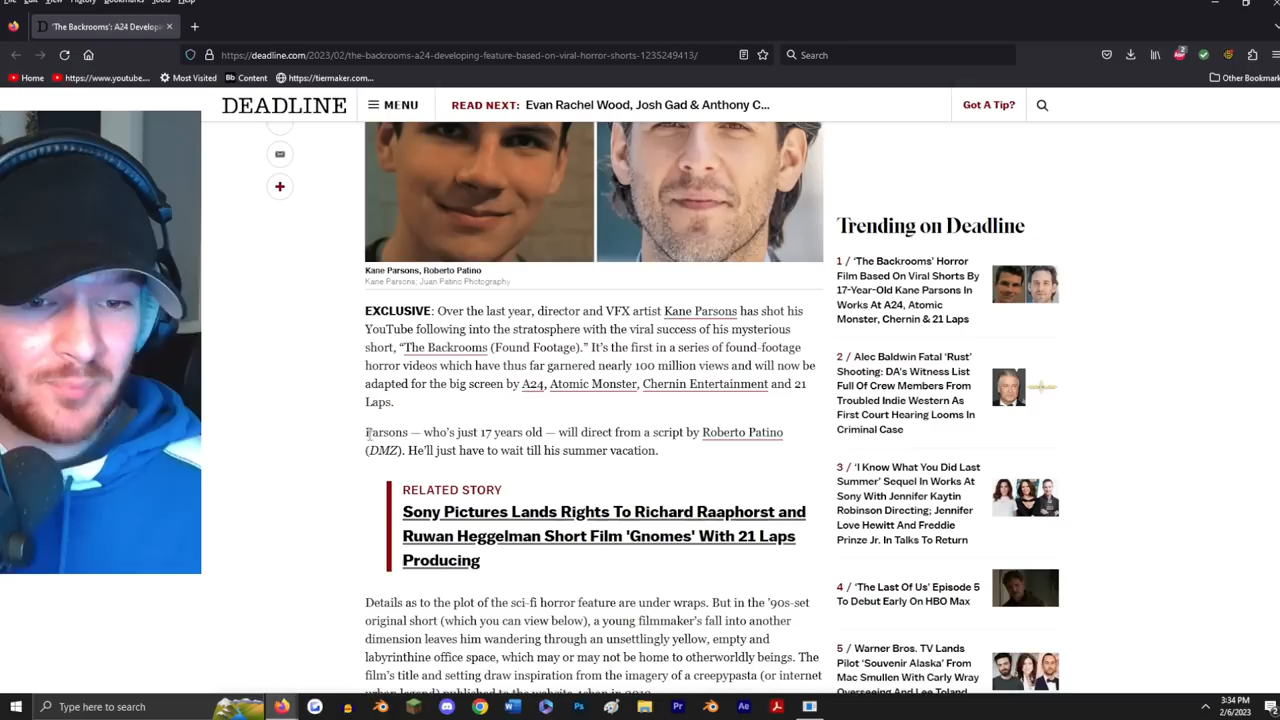 'The Backrooms': A24 Develop
https://deadline.com/2023/02/the-backrooms-a24-developing-feature-based-on-viral-horror-shorts-1235249413/
Search
Home
https://www.youtube....
Most Visited
Bb Content
https://tiermaker.com...
Other Bookmark
DEADLINE
MENU
READ NEXT: Evan Rachel Wood, Josh Gad & Anthony C...
Got A Tip?
Kane Parsons, Roberto Patino
Kane Parsons; Juan Patino Photography
EXCLUSIVE: Over the last year, director and VFX artist Kane Parsons has shot his
YouTube following into the stratosphere with the viral success of his mysterious
short, “The Backrooms (Found Footage).” It’s the first in a series of found-footage
horror videos which have thus far garnered nearly 100 million views and will now be
adapted for the big screen by A24, Atomic Monster, Chernin Entertainment and 21
Laps.
Parsons — who’s just 17 years old — will direct from a script by Roberto Patino
(DMZ). He’ll just have to wait till his summer vacation.
RELATED STORY
Sony Pictures Lands Rights To Richard Raaphorst and
Ruwan Heggelman Short Film 'Gnomes' With 21 Laps
Producing
Details as to the plot of the sci-fi horror feature are under wraps. But in the ’90s-set
original short (which you can view below), a young filmmaker’s fall into another
dimension leaves him wandering through an unsettlingly yellow, empty and
labyrinthine office space, which may or may not be home to otherworldly beings. The
film’s title and setting draw inspiration from the imagery of a creepypasta (or internet
Trending on Deadline
1 / ‘The Backrooms’ Horror
Film Based On Viral Shorts By
17-Year-Old Kane Parsons In
Works At A24, Atomic
Monster, Chernin & 21 Laps
2 / Alec Baldwin Fatal ‘Rust’
Shooting: DA’s Witness List
Full Of Crew Members From
Troubled Indie Western As
First Court Hearing Looms In
Criminal Case
3 / ‘I Know What You Did Last
Summer’ Sequel In Works At
Sony With Jennifer Kaytin
Robinson Directing; Jennifer
Love Hewitt And Freddie
Prinze Jr. In Talks To Return
4 / ‘The Last Of Us’ Episode 5
To Debut Early On HBO Max
5 / Warner Bros. TV Lands
Pilot ‘Souvenir Alaska’ From
Mac Smullen With Carly Wray
Overseeing And Lee Toland
Type here to search
3:34 PM
2/6/2023